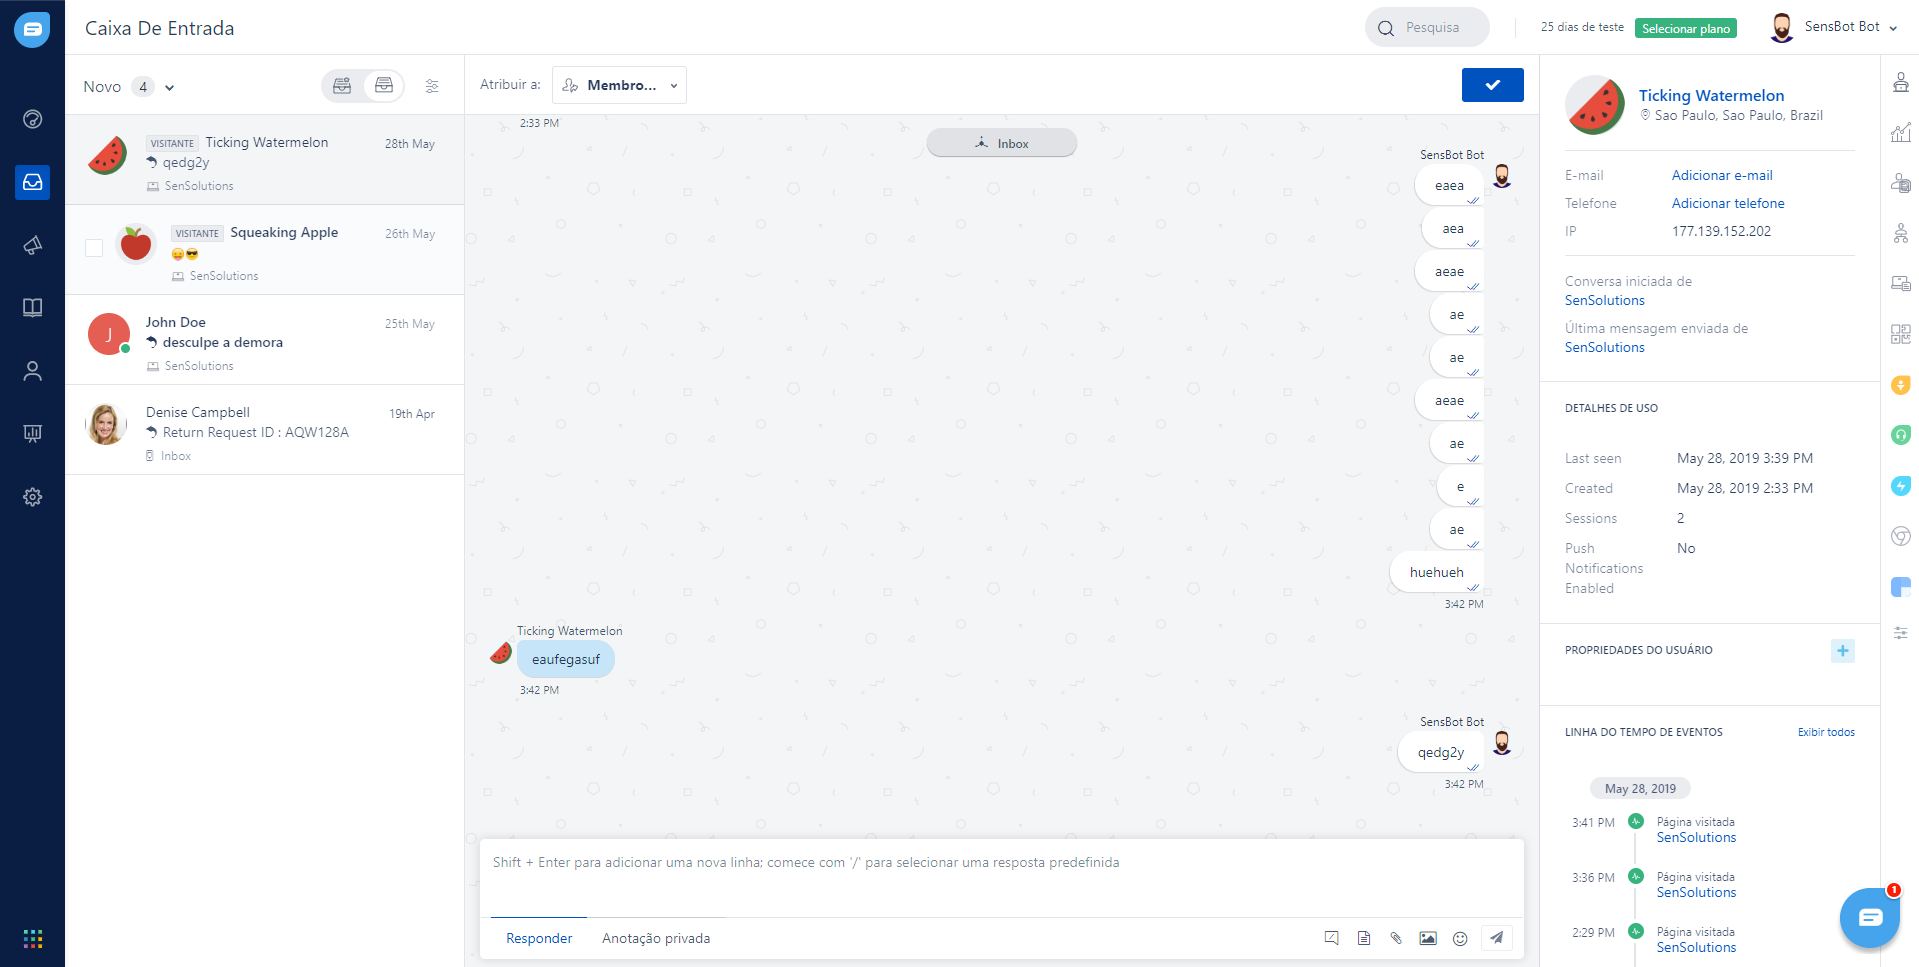 Caixa De Entrada
Pesquisa
25 dias de teste
Selecionar plano
SensBot Bot
Novo 4
Atribuir a:
Membro...
VISITANTE Ticking Watermelon
28th May
qedg2y
SenSolutions
VISITANTE Squeaking Apple
26th May
SenSolutions
J
John Doe
25th May
desculpe a demora
SenSolutions
Denise Campbell
19th Apr
Return Request ID : AQW128A
Inbox
2:33 PM
Inbox
SensBot Bot
eaea
aea
aeae
ae
ae
aeae
ae
e
ae
huehueh
3:42 PM
Ticking Watermelon
eaufegasuf
3:42 PM
SensBot Bot
qedg2y
3:42 PM
Shift + Enter para adicionar uma nova linha; comece com '/' para selecionar uma resposta predefinida
Responder
Anotação privada
Ticking Watermelon
Sao Paulo, Sao Paulo, Brazil
E-mail Adicionar e-mail
Telefone Adicionar telefone
IP 177.139.152.202
Conversa iniciada de
SenSolutions
Última mensagem enviada de
SenSolutions
DETALHES DE USO
Last seen May 28, 2019 3:39 PM
Created May 28, 2019 2:33 PM
Sessions 2
Push No
Notifications
Enabled
PROPRIEDADES DO USUÁRIO
LINHA DO TEMPO DE EVENTOS
Exibir todos
May 28, 2019
3:41 PM Página visitada
SenSolutions
3:36 PM Página visitada
SenSolutions
2:29 PM Página visitada
SenSolutions
1